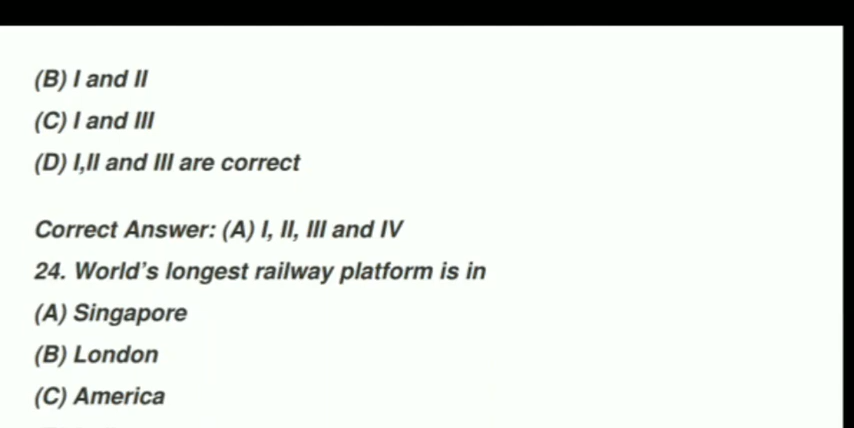 (B) I and II
(C) I and III
(D) I,II and III are correct
Correct Answer: (A) I, II, III and IV
24. World's longest railway platform is in
(A) Singapore
(B) London
(C) America